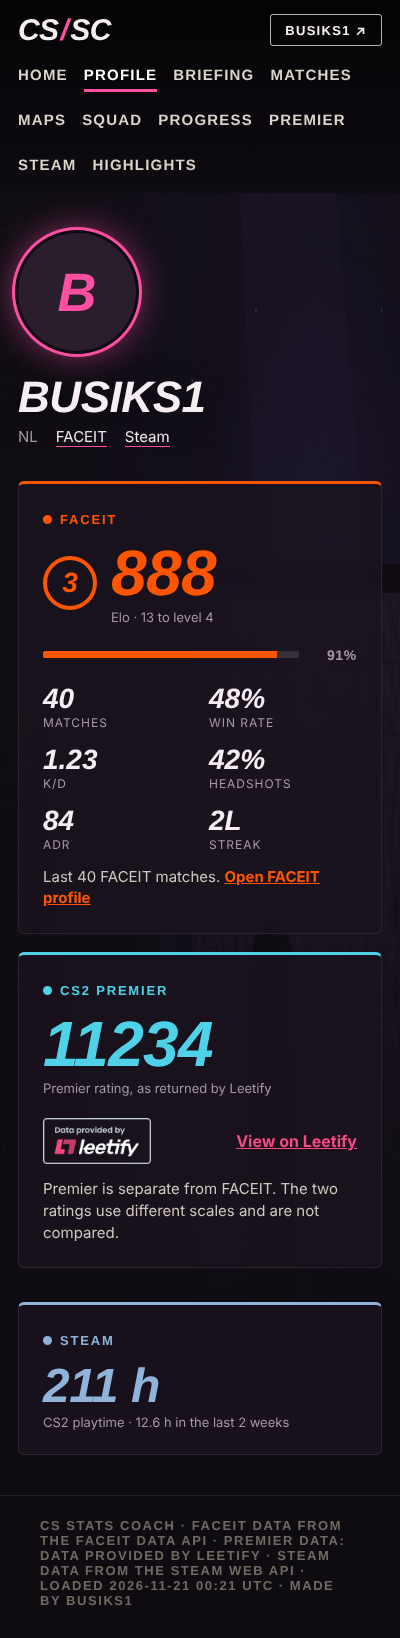 CS/SC
BUSIKS1 ↗
HOME PROFILE BRIEFING MATCHES
MAPS SQUAD PROGRESS PREMIER
STEAM HIGHLIGHTS
B
BUSIKS1
NL FACEIT Steam
FACEIT
3 888
Elo · 13 to level 4
91%
40 48%
MATCHES WIN RATE
1.23 42%
K/D HEADSHOTS
84 2L
ADR STREAK
Last 40 FACEIT matches. Open FACEIT
profile
CS2 PREMIER
11234
Premier rating, as returned by Leetify
Data provided by
leetify
View on Leetify
Premier is separate from FACEIT. The two
ratings use different scales and are not
compared.
STEAM
211 h
CS2 playtime · 12.6 h in the last 2 weeks
CS STATS COACH · FACEIT DATA FROM
THE FACEIT DATA API · PREMIER DATA:
DATA PROVIDED BY LEETIFY · STEAM
DATA FROM THE STEAM WEB API ·
LOADED 2026-11-21 00:21 UTC · MADE
BY BUSIKS1